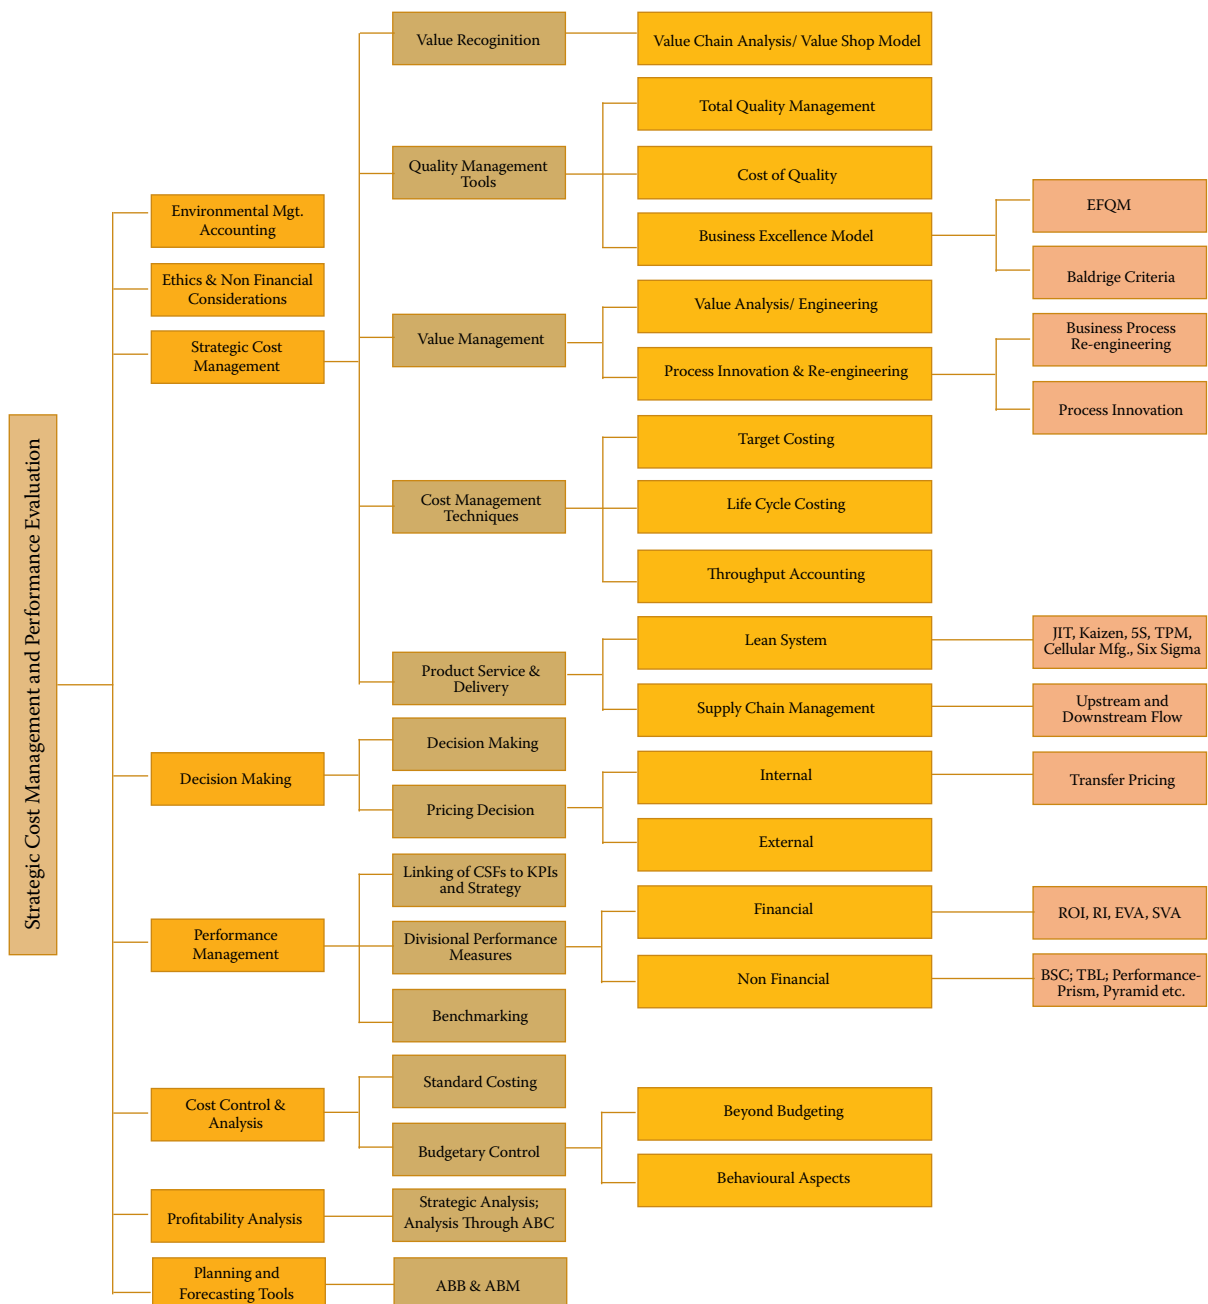 Strategic Cost Management and Performance Evaluation
Environmental Mgt.
Accounting
Ethics & Non Financial
Considerations
Strategic Cost
Management
Value Recoginition
Value Chain Analysis/ Value Shop Model
Quality Management
Tools
Total Quality Management
Cost of Quality
Business Excellence Model
EFQM
Baldrige Criteria
Value Management
Value Analysis/ Engineering
Process Innovation & Re-engineering
Business Process
Re-engineering
Process Innovation
Cost Management
Techniques
Target Costing
Life Cycle Costing
Throughput Accounting
Product Service &
Delivery
Lean System
JIT, Kaizen, 5S, TPM,
Cellular Mfg., Six Sigma
Supply Chain Management
Upstream and
Downstream Flow
Decision Making
Decision Making
Pricing Decision
Internal
Transfer Pricing
External
Performance
Management
Linking of CSFs to KPIs
and Strategy
Divisional Performance
Measures
Financial
ROI, RI, EVA, SVA
Non Financial
BSC; TBL; Performance-
Prism, Pyramid etc.
Benchmarking
Cost Control &
Analysis
Standard Costing
Budgetary Control
Beyond Budgeting
Behavioural Aspects
Profitability Analysis
Strategic Analysis;
Analysis Through ABC
Planning and
Forecasting Tools
ABB & ABM